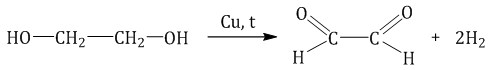 HO—CH₂—CH₂—OH Cu, t O O C—C H H + 2H₂